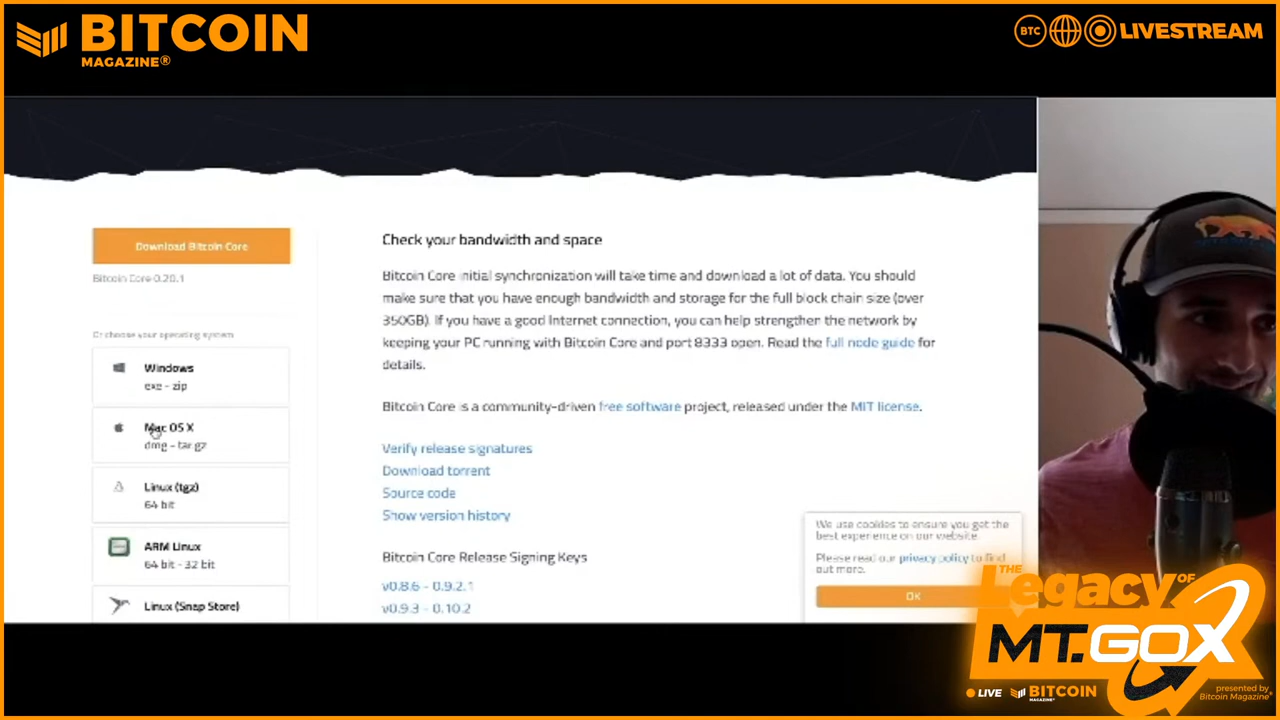 BITCOIN
MAGAZINE®
BTC
LIVESTREAM
Download Bitcoin Core
Bitcoin Core 0.20.1
Or choose your operating system
Windows
exe - zip
Mac OS X
dmg - tar.gz
Linux (tgz)
64 bit
ARM Linux
64 bit - 32 bit
Linux (Snap Store)
Check your bandwidth and space
Bitcoin Core initial synchronization will take time and download a lot of data. You should
make sure that you have enough bandwidth and storage for the full block chain size (over
350GB). If you have a good Internet connection, you can help strengthen the network by
keeping your PC running with Bitcoin Core and port 8333 open. Read the full node guide for
details.
Bitcoin Core is a community-driven free software project, released under the MIT license.
Verify release signatures
Download torrent
Source code
Show version history
Bitcoin Core Release Signing Keys
v0.8.6 - 0.9.2.1
v0.9.3 - 0.10.2
We use cookies to ensure you get the
best experience on our website.
Please read our privacy policy to find
out more.
OK
THE
Legacy OF
MT.GOX
LIVE
BITCOIN
MAGAZINE®
presented by
Bitcoin Magazine®